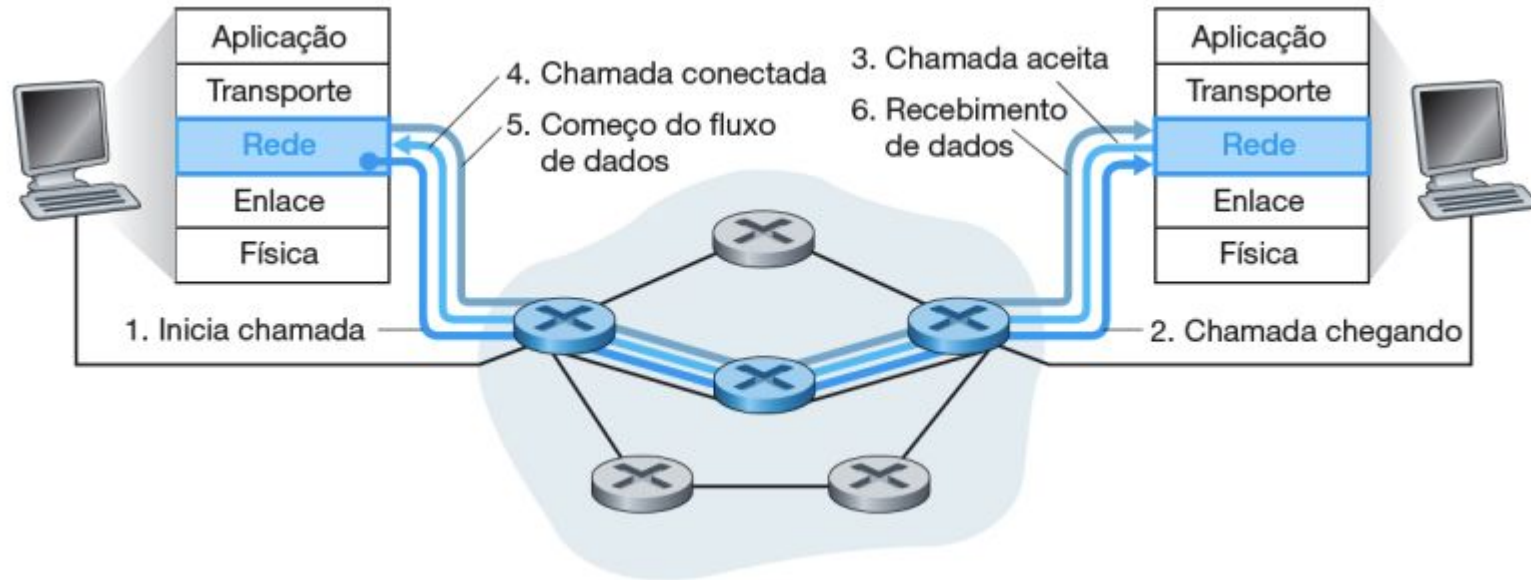 Aplicação
Transporte
Rede
Enlace
Física
4. Chamada conectada
5. Começo do fluxo
de dados
3. Chamada aceita
6. Recebimento
de dados
Aplicação
Transporte
Rede
Enlace
Física
1. Inicia chamada
2. Chamada chegando